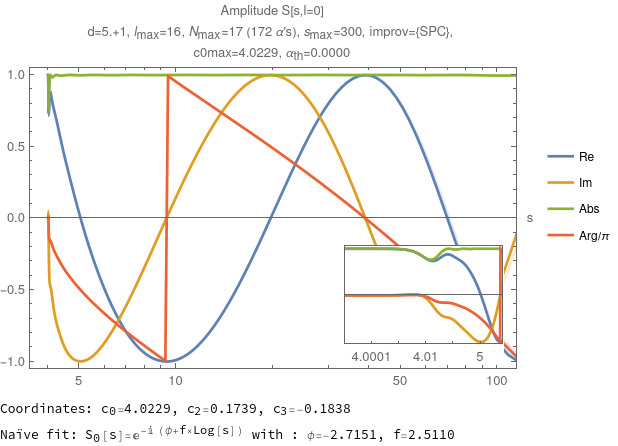 Amplitude S[s,l=0]
d=5.+1, lmax=16, Nmax=17 (172 α's), smax=300, improv={SPC},
c0max=4.0229, αth=0.0000
1.0
0.5
0.0
−0.5
−1.0
s
Re
Im
Abs
Arg/π
4.0001 4.01 5
5 10 50 100
Coordinates: c0=4.0229, c2=0.1739, c3=-0.1838
Naïve fit: S0[s]=e^-i (ϕ+f×Log[s]) with : ϕ=-2.7151, f=2.5110